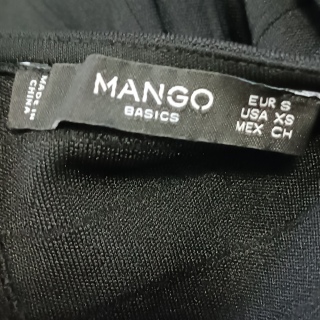 MADE IN
CHINA
MANGO
BASICS
EUR S
USA XS
MEX CH